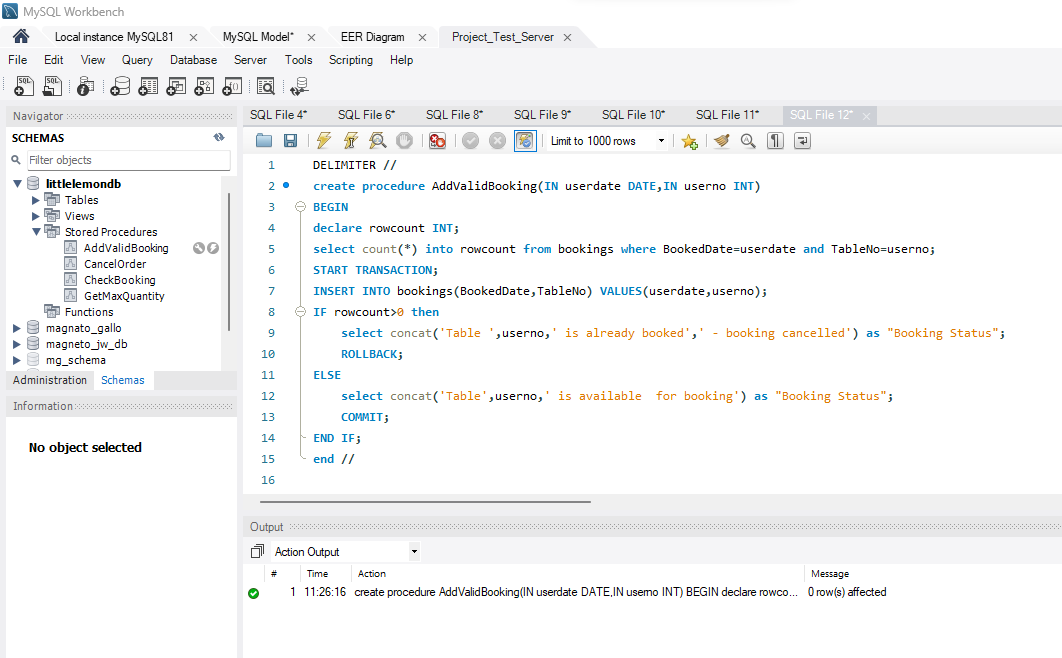 MySQL Workbench
Local instance MySQL81 MySQL Model* EER Diagram Project_Test_Server
File Edit View Query Database Server Tools Scripting Help
Navigator
SCHEMAS
Filter objects
littlelemondb
Tables
Views
Stored Procedures
AddValidBooking
CancelOrder
CheckBooking
GetMaxQuantity
Functions
magnato_gallo
magneto_jw_db
mg_schema
Administration Schemas
Information
No object selected
SQL File 4* SQL File 6* SQL File 8* SQL File 9* SQL File 10* SQL File 11* SQL File 12*
Limit to 1000 rows
1 DELIMITER //
2 create procedure AddValidBooking(IN userdate DATE,IN userno INT)
3 BEGIN
4 declare rowcount INT;
5 select count(*) into rowcount from bookings where BookedDate=userdate and TableNo=userno;
6 START TRANSACTION;
7 INSERT INTO bookings(BookedDate,TableNo) VALUES(userdate,userno);
8 IF rowcount>0 then
9 select concat('Table ',userno,' is already booked',' - booking cancelled') as "Booking Status";
10 ROLLBACK;
11 ELSE
12 select concat('Table',userno,' is available  for booking') as "Booking Status";
13 COMMIT;
14 END IF;
15 end //
16
Output
Action Output
# Time Action Message
1 11:26:16 create procedure AddValidBooking(IN userdate DATE,IN userno INT) BEGIN declare rowco... 0 row(s) affected